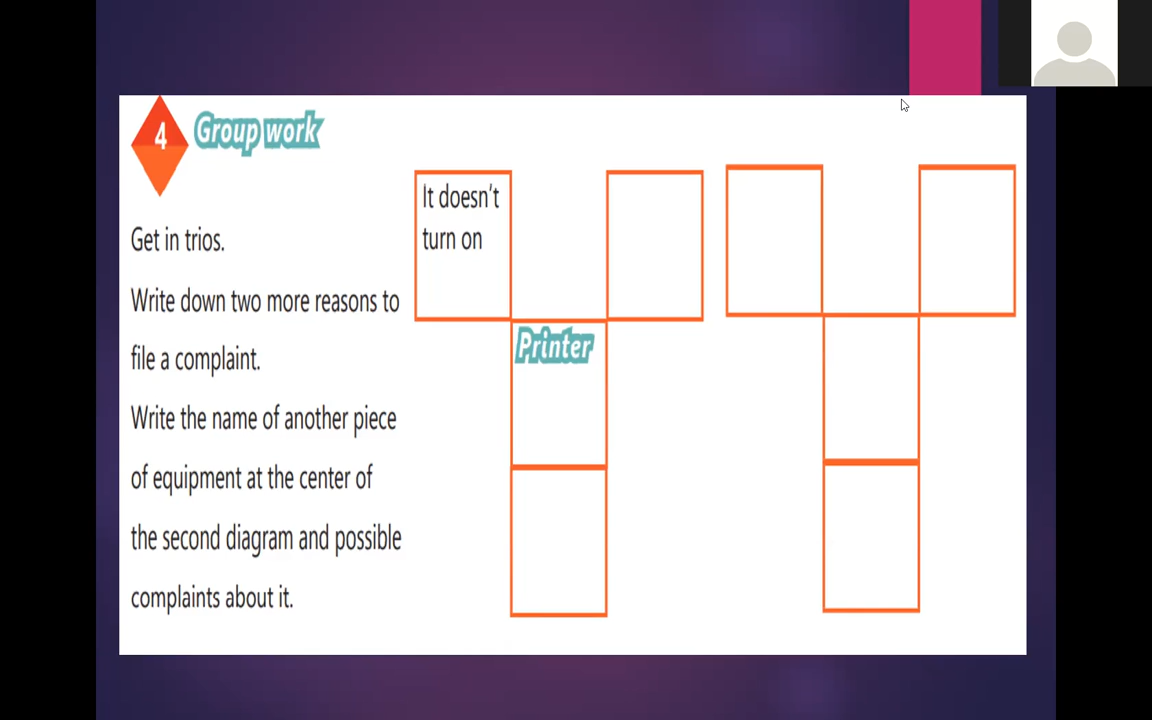 4
Group work
Get in trios.
Write down two more reasons to
file a complaint.
Write the name of another piece
of equipment at the center of
the second diagram and possible
complaints about it.
It doesn't
turn on
Printer